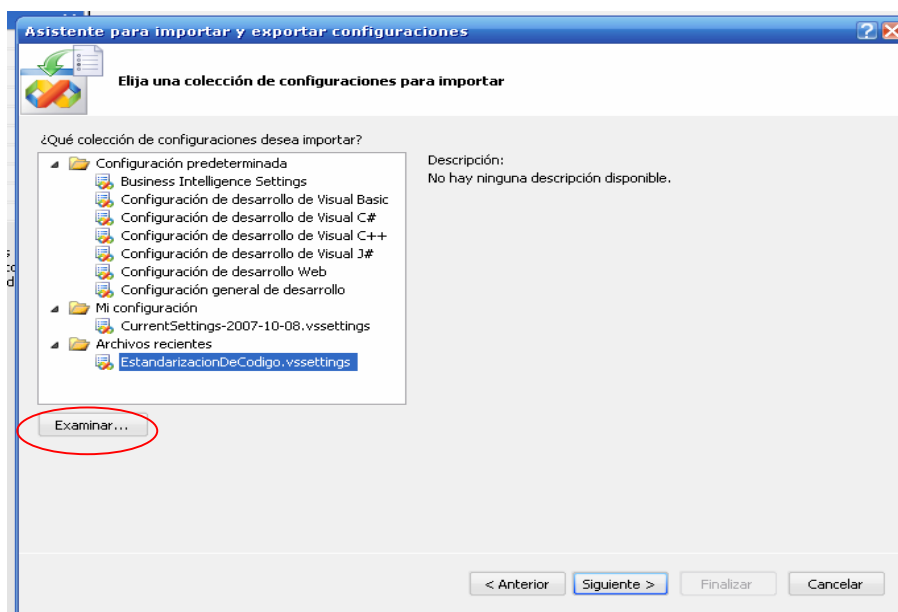 Asistente para importar y exportar configuraciones
Elija una colección de configuraciones para importar
¿Qué colección de configuraciones desea importar?
Configuración predeterminada
Business Intelligence Settings
Configuración de desarrollo de Visual Basic
Configuración de desarrollo de Visual C#
Configuración de desarrollo de Visual C++
Configuración de desarrollo de Visual J#
Configuración de desarrollo Web
Configuración general de desarrollo
Mi configuración
CurrentSettings-2007-10-08.vssettings
Archivos recientes
EstandarizacionDeCodigo.vssettings
Descripción:
No hay ninguna descripción disponible.
Examinar...
< Anterior
Siguiente >
Finalizar
Cancelar